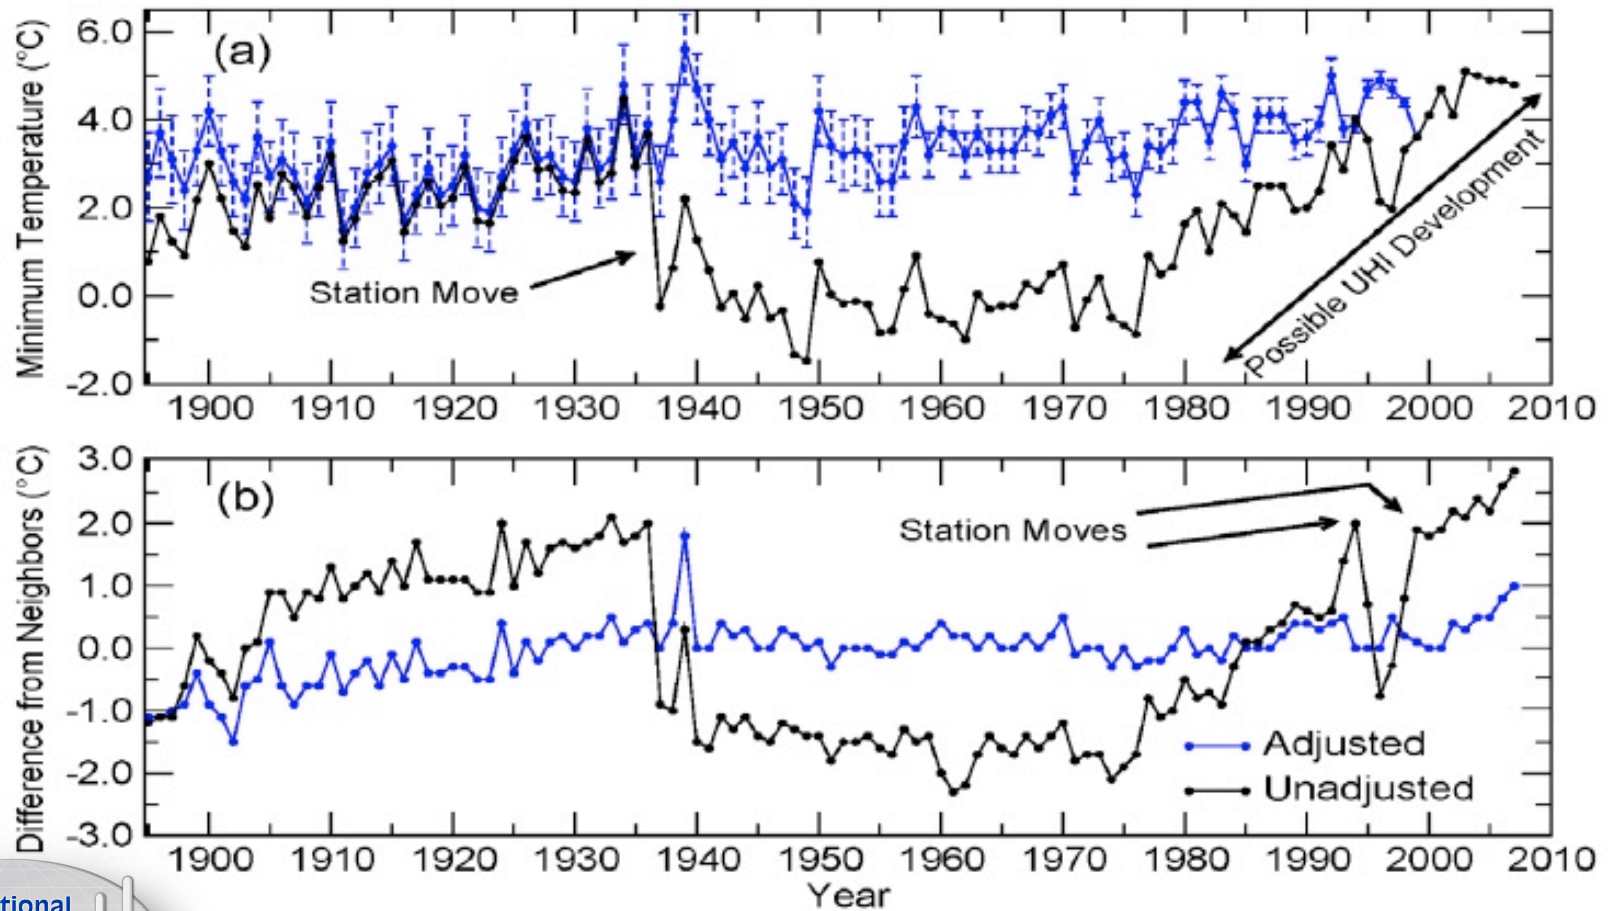 Minimum Temperature (°C)
6.0
4.0
2.0
0.0
-2.0
(a)
Station Move
Possible UHI Development
1900 1910 1920 1930 1940 1950 1960 1970 1980 1990 2000 2010
Difference from Neighbors (°C)
3.0
2.0
1.0
0.0
-1.0
-2.0
-3.0
(b)
Station Moves
Adjusted
Unadjusted
1900 1910 1920 1930 1940 1950 1960 1970 1980 1990 2000 2010
Year
tional